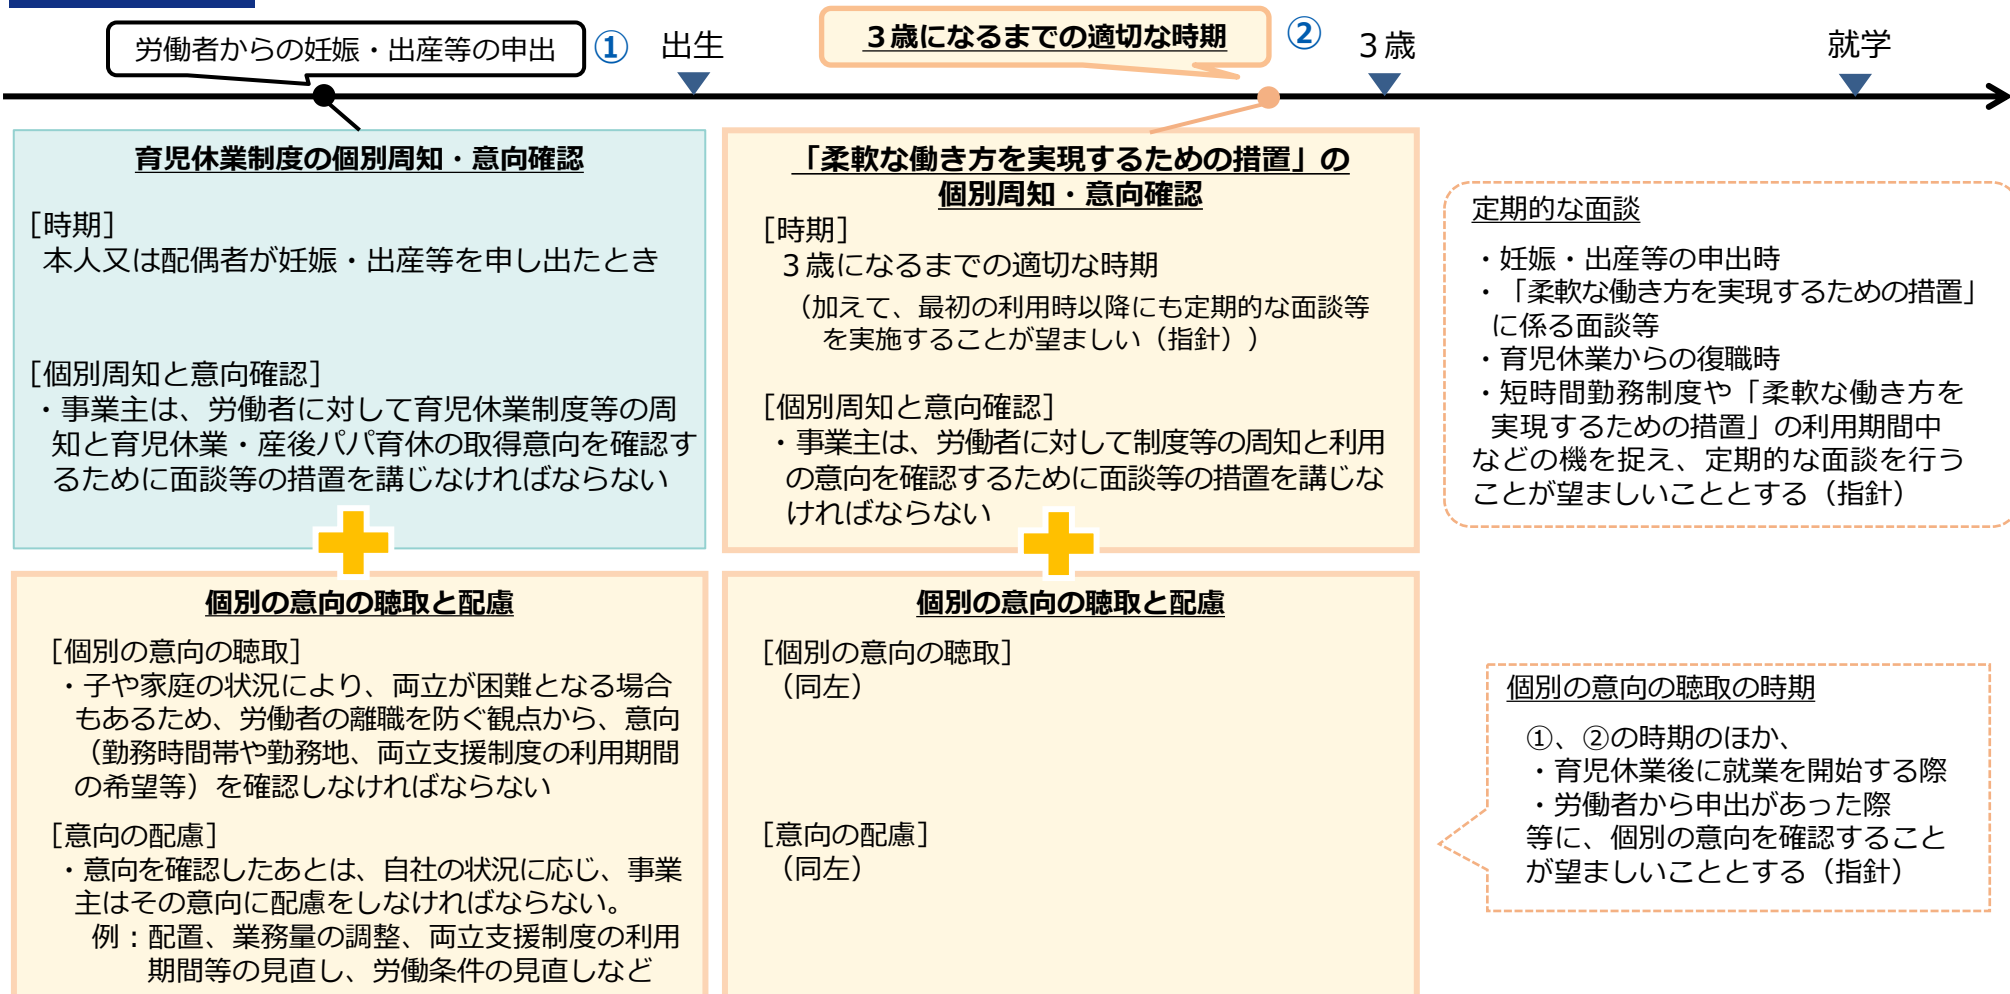 労働者からの妊娠・出産等の申出
①
出生
３歳になるまでの適切な時期
②
３歳
就学
育児休業制度の個別周知・意向確認
［時期］
本人又は配偶者が妊娠・出産等を申し出たとき
［個別周知と意向確認］
・事業主は、労働者に対して育児休業制度等の周
知と育児休業・産後パパ育休の取得意向を確認す
るために面談等の措置を講じなければならない
個別の意向の聴取と配慮
［個別の意向の聴取］
・子や家庭の状況により、両立が困難となる場合
もあるため、労働者の離職を防ぐ観点から、意向
（勤務時間帯や勤務地、両立支援制度の利用期間
の希望等）を確認しなければならない
［意向の配慮］
・意向を確認したあとは、自社の状況に応じ、事業
主はその意向に配慮をしなければならない。
例：配置、業務量の調整、両立支援制度の利用
期間等の見直し、労働条件の見直しなど
「柔軟な働き方を実現するための措置」の
個別周知・意向確認
［時期］
３歳になるまでの適切な時期
（加えて、最初の利用時以降にも定期的な面談等
を実施することが望ましい（指針））
［個別周知と意向確認］
・事業主は、労働者に対して制度等の周知と利用
の意向を確認するために面談等の措置を講じな
ければならない
個別の意向の聴取と配慮
［個別の意向の聴取］
（同左）
［意向の配慮］
（同左）
定期的な面談
・妊娠・出産等の申出時
・「柔軟な働き方を実現するための措置」
に係る面談等
・育児休業からの復職時
・短時間勤務制度や「柔軟な働き方を
実現するための措置」の利用期間中
などの機を捉え、定期的な面談を行う
ことが望ましいこととする（指針）
個別の意向の聴取の時期
①、②の時期のほか、
・育児休業後に就業を開始する際
・労働者から申出があった際
等に、個別の意向を確認すること
が望ましいこととする（指針）